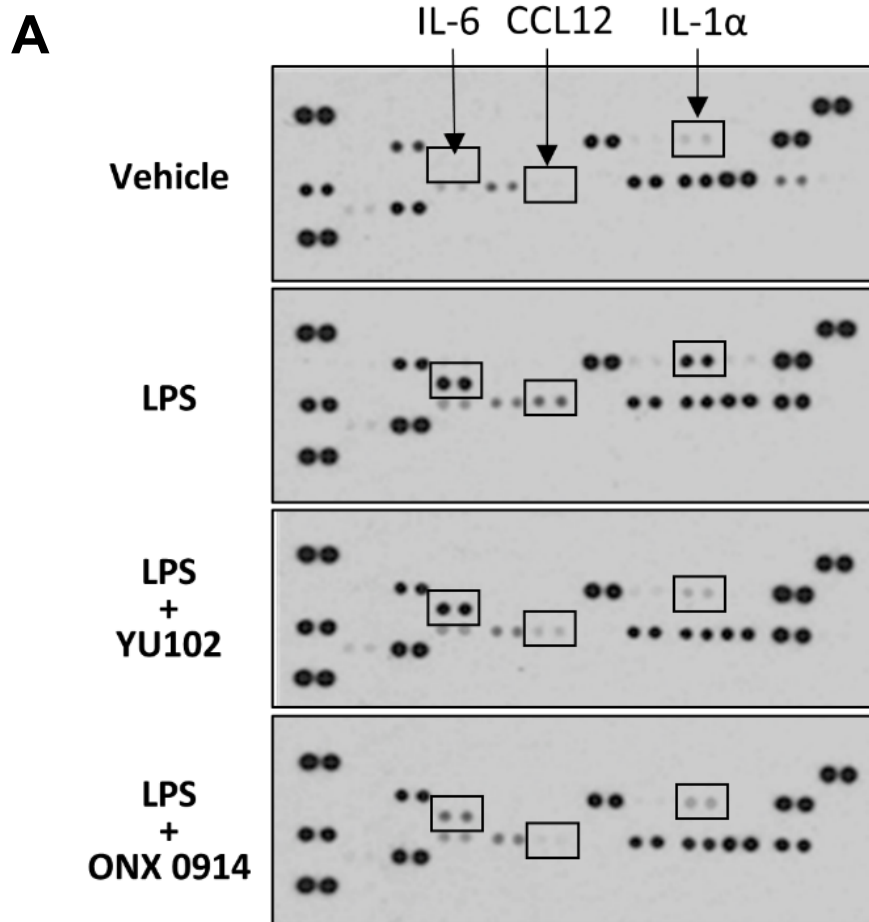 A
IL-6 CCL12 IL-1α
Vehicle
LPS
LPS
+
YU102
LPS
+
ONX 0914